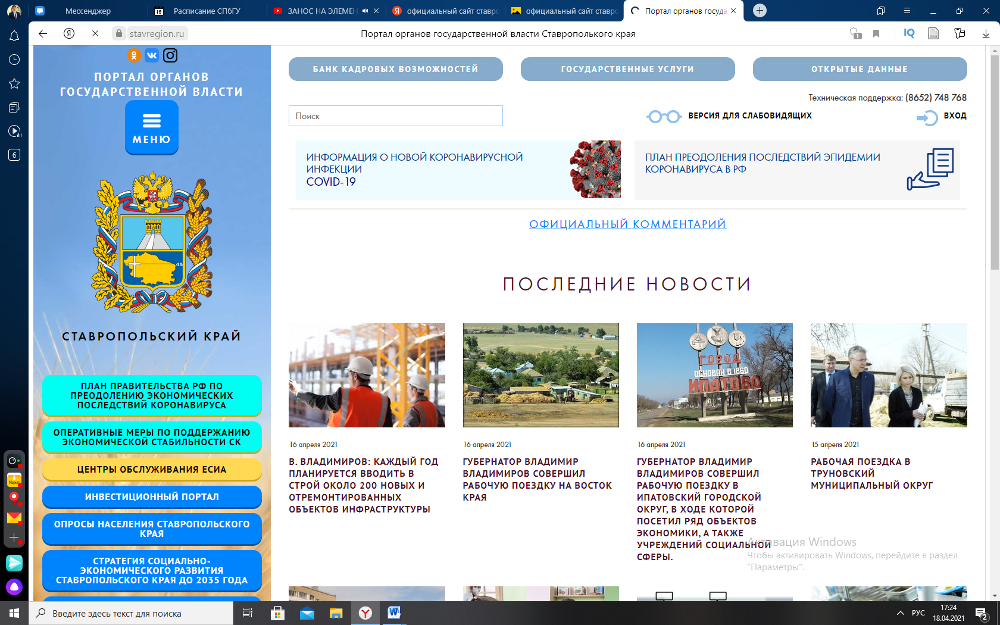 Мессенджер
15
Расписание СПбГУ
ЗАНОС НА ЭЛЕМЕН
официальный сайт ставро
официальный сайт ставро
Портал органов госуда
stavregion.ru
Портал органов государственной власти Ставрополького края
1
IQ
6
ПОРТАЛ ОРГАНОВ
ГОСУДАРСТВЕННОЙ ВЛАСТИ
МЕНЮ
45
СТАВРОПОЛЬСКИЙ КРАЙ
ПЛАН ПРАВИТЕЛЬСТВА РФ ПО
ПРЕОДОЛЕНИЮ ЭКОНОМИЧЕСКИХ
ПОСЛЕДСТВИЙ КОРОНАВИРУСА
ОПЕРАТИВНЫЕ МЕРЫ ПО ПОДДЕРЖАНИЮ
ЭКОНОМИЧЕСКОЙ СТАБИЛЬНОСТИ СК
ЦЕНТРЫ ОБСЛУЖИВАНИЯ ЕСИА
ИНВЕСТИЦИОННЫЙ ПОРТАЛ
ОПРОСЫ НАСЕЛЕНИЯ СТАВРОПОЛЬСКОГО
КРАЯ
СТРАТЕГИЯ СОЦИАЛЬНО-
ЭКОНОМИЧЕСКОГО РАЗВИТИЯ
СТАВРОПОЛЬСКОГО КРАЯ ДО 2035 ГОДА
БАНК КАДРОВЫХ ВОЗМОЖНОСТЕЙ
ГОСУДАРСТВЕННЫЕ УСЛУГИ
ОТКРЫТЫЕ ДАННЫЕ
Техническая поддержка: (8652) 748 768
Поиск
ВЕРСИЯ ДЛЯ СЛАБОВИДЯЩИХ
ВХОД
ИНФОРМАЦИЯ О НОВОЙ КОРОНАВИРУСНОЙ
ИНФЕКЦИИ
COVID-19
ПЛАН ПРЕОДОЛЕНИЯ ПОСЛЕДСТВИЙ ЭПИДЕМИИ
КОРОНАВИРУСА В РФ
ОФИЦИАЛЬНЫЙ КОММЕНТАРИЙ
ПОСЛЕДНИЕ НОВОСТИ
ГОРОД
ОСНОВАН В 1860
ИПАТОВО
16 апреля 2021
В. ВЛАДИМИРОВ: КАЖДЫЙ ГОД
ПЛАНИРУЕТСЯ ВВОДИТЬ В
СТРОЙ ОКОЛО 200 НОВЫХ И
ОТРЕМОНТИРОВАННЫХ
ОБЪЕКТОВ ИНФРАСТРУКТУРЫ
16 апреля 2021
ГУБЕРНАТОР ВЛАДИМИР
ВЛАДИМИРОВ СОВЕРШИЛ
РАБОЧУЮ ПОЕЗДКУ НА ВОСТОК
КРАЯ
16 апреля 2021
ГУБЕРНАТОР ВЛАДИМИР
ВЛАДИМИРОВ СОВЕРШИЛ
РАБОЧУЮ ПОЕЗДКУ В
ИПАТОВСКИЙ ГОРОДСКОЙ
ОКРУГ, В ХОДЕ КОТОРОЙ
ПОСЕТИЛ РЯД ОБЪЕКТОВ
ЭКОНОМИКИ, А ТАКЖЕ
УЧРЕЖДЕНИЙ СОЦИАЛЬНОЙ
СФЕРЫ.
15 апреля 2021
РАБОЧАЯ ПОЕЗДКА В
ТРУНОВСКИЙ
МУНИЦИПАЛЬНЫЙ ОКРУГ
Активация Windows
Чтобы активировать Windows, перейдите в раздел
"Параметры".
Маркет
Введите здесь текст для поиска
РУС
17:24
18.04.2021
2